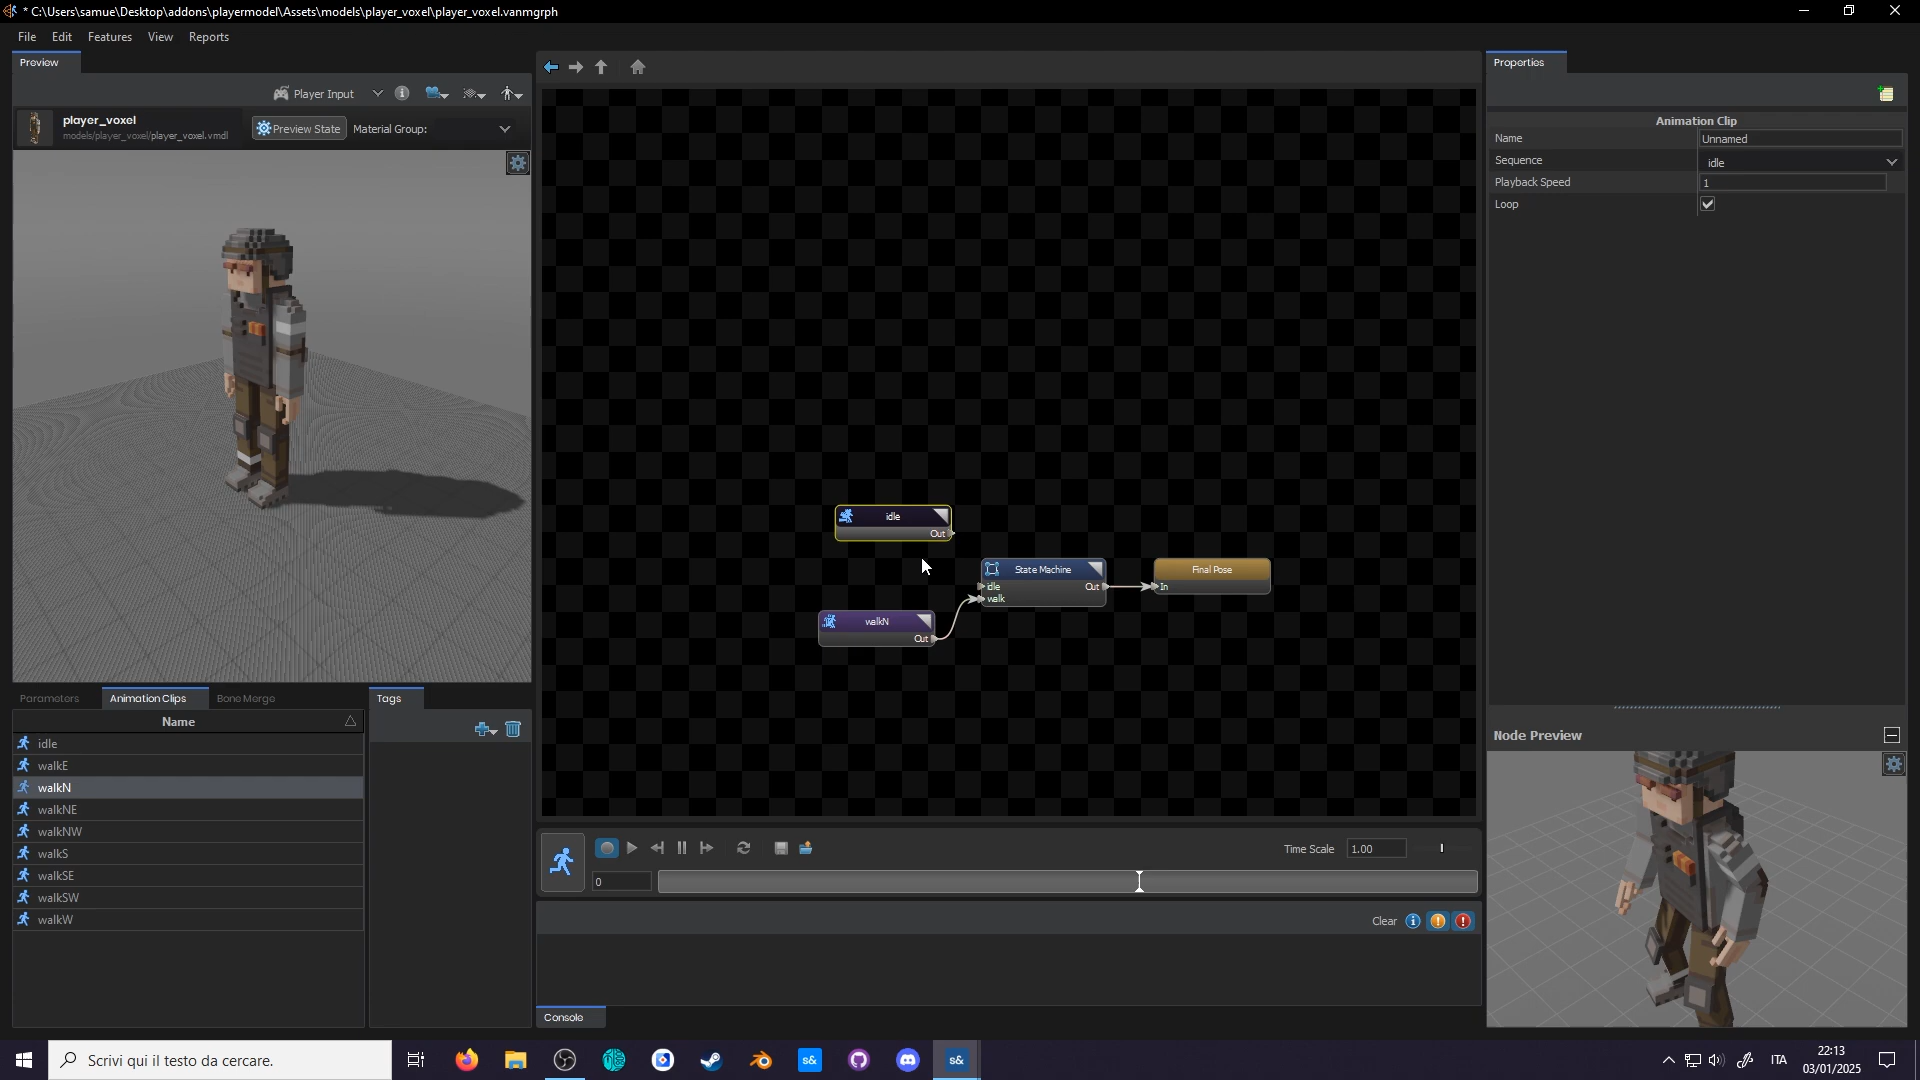 * C:\Users\samue\Desktop\addons\playermodel\Assets\models\player_voxel\player_voxel.vanmgrph
File Edit Features View Reports
Preview
Player Input
player_voxel
models/player_voxel/player_voxel.vmdl
Preview State
Material Group:
Parameters Animation Clips Bone Merge
Name
idle
walkE
walkN
walkNE
walkNW
walkS
walkSE
walkSW
walkW
Tags
idle
Out
State Machine
idle
Out
walk
Final Pose
In
walkN
Out
Time Scale 1.00
0
Clear
Console
Properties
Animation Clip
Name Unnamed
Sequence idle
Playback Speed 1
Loop
Node Preview
Scrivi qui il testo da cercare.
s&
s&
ITA
22:13
03/01/2025